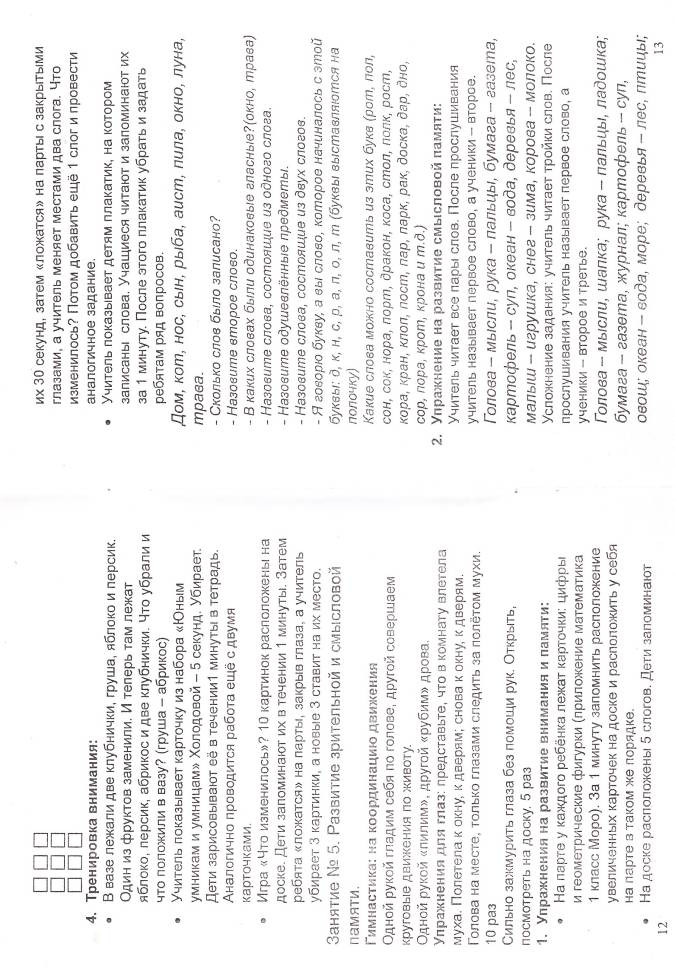 4. Тренировка внимания:
• В вазе лежали две клубнички, груша, яблоко и персик.
Один из фруктов заменили. И теперь там лежат
яблоко, персик, абрикос и две клубнички. Что убрали и
что положили в вазу? (груша – абрикос)
• Учитель показывает карточку из набора «Юным
умникам и умницам» Холодовой – 5 секунд. Убирает.
Дети зарисовывают её в течении1 минуты в тетрадь.
Аналогично проводится работа ещё с двумя
карточками.
• Игра «Что изменилось»? 10 картинок расположены на
доске. Дети запоминают их в течении 1 минуты. Затем
ребята «ложатся» на парты, закрыв глаза, а учитель
убирает 3 картинки, а новые 3 ставит на их место.
Занятие № 5. Развитие зрительной и смысловой
памяти.
Гимнастика: на координацию движения
Одной рукой гладим себя по голове, другой совершаем
круговые движения по животу.
Одной рукой «пилим», другой «рубим» дрова.
Упражнения для глаз: представьте, что в комнату влетела
муха. Полетела к окну, к дверям; снова к окну, к дверям.
Голова на месте, только глазами следить за полётом мухи.
10 раз
Сильно зажмурить глаза без помощи рук. Открыть,
посмотреть на доску. 5 раз
1. Упражнения на развитие внимания и памяти:
• На парте у каждого ребёнка лежат карточки: цифры
и геометрические фигурки (приложение математика
1 класс Моро). За 1 минуту запомнить расположение
увеличенных карточек на доске и расположить у себя
на парте в таком же порядке.
• На доске расположены 5 слогов. Дети запоминают
12
их 30 секунд, затем «ложатся» на парты с закрытыми
глазами, а учитель меняет местами два слога. Что
изменилось? Потом добавить ещё 1 слог и провести
аналогичное задание.
• Учитель показывает детям плакатик, на котором
записаны слова. Учащиеся читают и запоминают их
за 1 минуту. После этого плакатик убрать и задать
ребятам ряд вопросов.
Дом, кот, нос, сын, рыба, аист, пила, окно, луна,
трава.
- Сколько слов было записано?
- Назовите второе слово.
- В каких словах были одинаковые гласные?(окно, трава)
- Назовите слова, состоящие из одного слога.
- Назовите одушевлённые предметы.
- Назовите слова, состоящие из двух слогов.
- Я говорю букву, а вы слово, которое начиналось с этой
буквы: д, к, н, с, р, а, п, о, л, т (буквы выставляются на
полочку)
Какие слова можно составить из этих букв (рот, пол,
сон, сок, нора, порт, дракон, коса, стол, полк, рост,
кора, кран, клоп, пост, пар, парк, рак, доска, дар, дно,
сор, пора, крот, крона и т.д.)
2. Упражнение на развитие смысловой памяти:
Учитель читает все пары слов. После прослушивания
учитель называет первое слово, а ученики – второе.
Голова – мысли, рука – пальцы, бумага – газета,
картофель – суп, океан – вода, деревья – лес,
малыш – игрушка, снег – зима, корова – молоко.
Усложнение задания: учитель читает тройки слов. После
прослушивания учитель называет первое слово, а
ученики – второе и третье.
Голова – мысли, шапка; рука – пальцы, ладошка;
бумага – газета, журнал; картофель – суп,
овощ; океан – вода, море; деревья – лес, птицы;
13